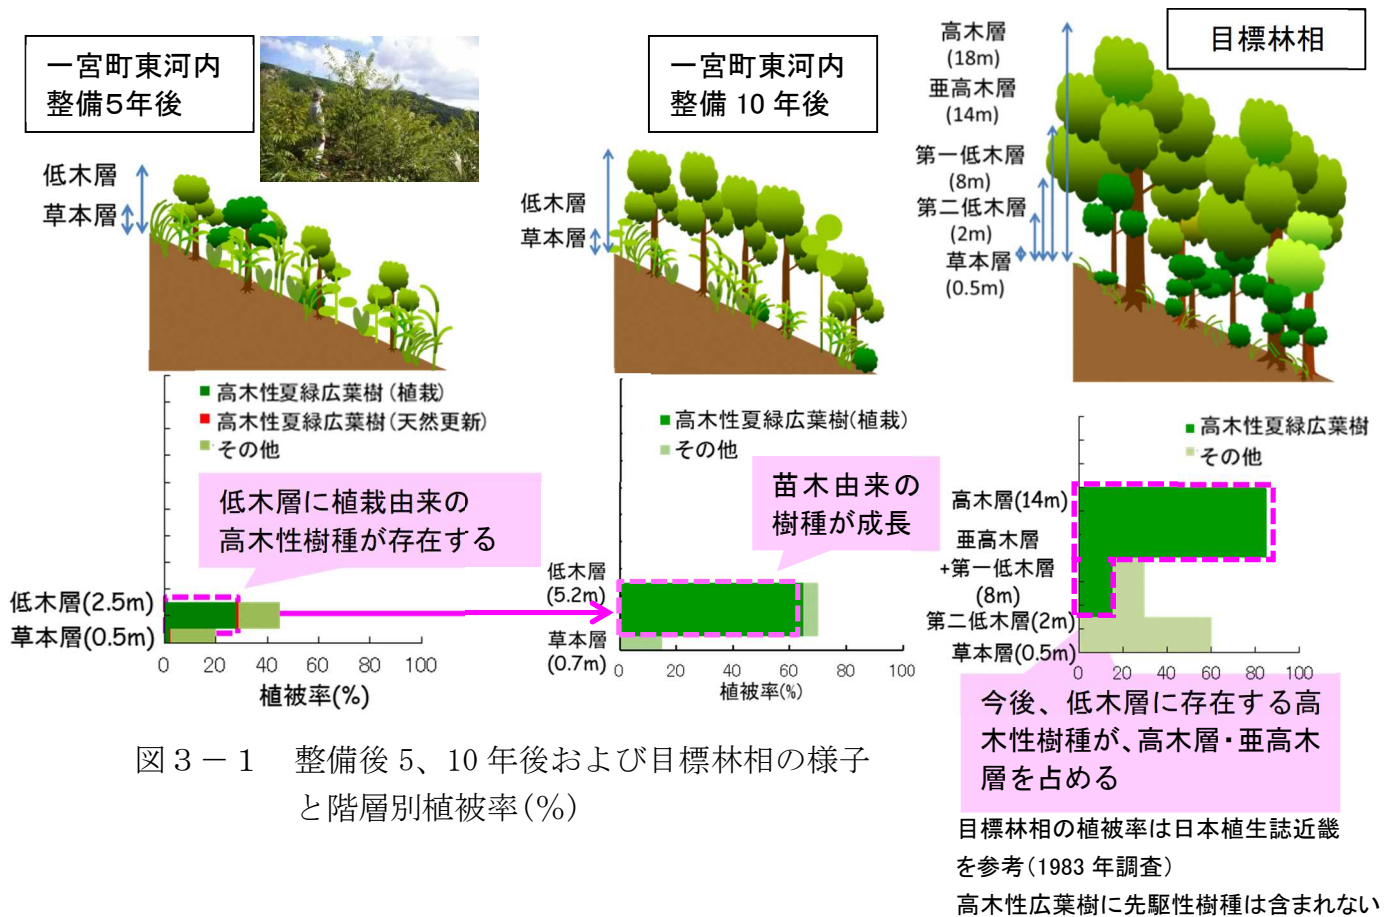 一宮町東河内
整備５年後
低木層
草本層
■ 高木性夏緑広葉樹（植栽）
■ 高木性夏緑広葉樹（天然更新）
■ その他
低木層に植栽由来の
高木性樹種が存在する
低木層(2.5m)
草本層(0.5m)
0 20 40 60 80 100
植被率(%)
一宮町東河内
整備 10 年後
低木層
草本層
■ 高木性夏緑広葉樹(植栽)
■ その他
苗木由来の
樹種が成長
低木層
(5.2m)
草本層
(0.7m)
0 20 40 60 80 100
植被率(%)
目標林相
高木層
(18m)
亜高木層
(14m)
第一低木層
(8m)
第二低木層
(2m)
草本層
(0.5m)
■ 高木性夏緑広葉樹
■ その他
高木層(14m)
亜高木層
+第一低木層
(8m)
第二低木層(2m)
草本層(0.5m)
0 20 40 60 80 100
今後、低木層に存在する高
木性樹種が、高木層・亜高木
層を占める
目標林相の植被率は日本植生誌近畿
を参考（1983 年調査）
高木性広葉樹に先駆性樹種は含まれない
図３－１ 整備後 5、10 年後および目標林相の様子
と階層別植被率(％)